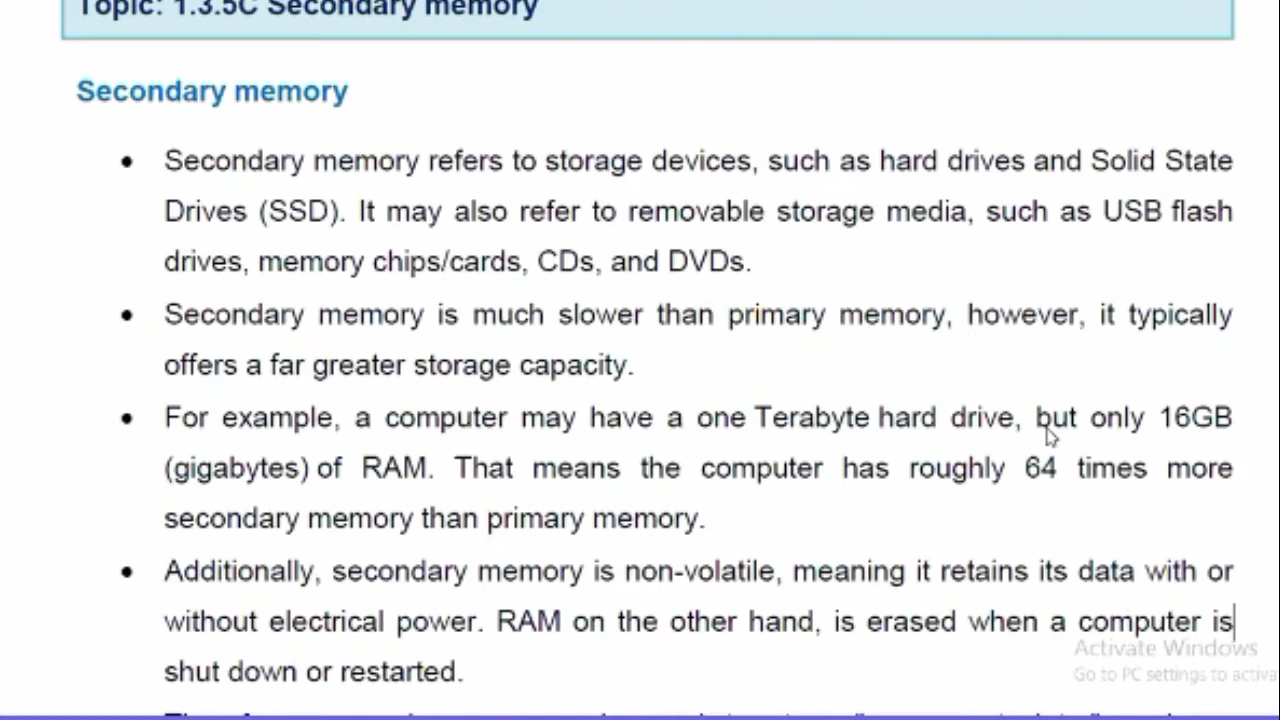 Topic: 1.3.5C Secondary memory
Secondary memory
• Secondary memory refers to storage devices, such as hard drives and Solid State
Drives (SSD). It may also refer to removable storage media, such as USB flash
drives, memory chips/cards, CDs, and DVDs.
• Secondary memory is much slower than primary memory, however, it typically
offers a far greater storage capacity.
• For example, a computer may have a one Terabyte hard drive, but only 16GB
(gigabytes) of RAM. That means the computer has roughly 64 times more
secondary memory than primary memory.
• Additionally, secondary memory is non-volatile, meaning it retains its data with or
without electrical power. RAM on the other hand, is erased when a computer is
shut down or restarted.
Activate Windows
Go to PC settings to activa